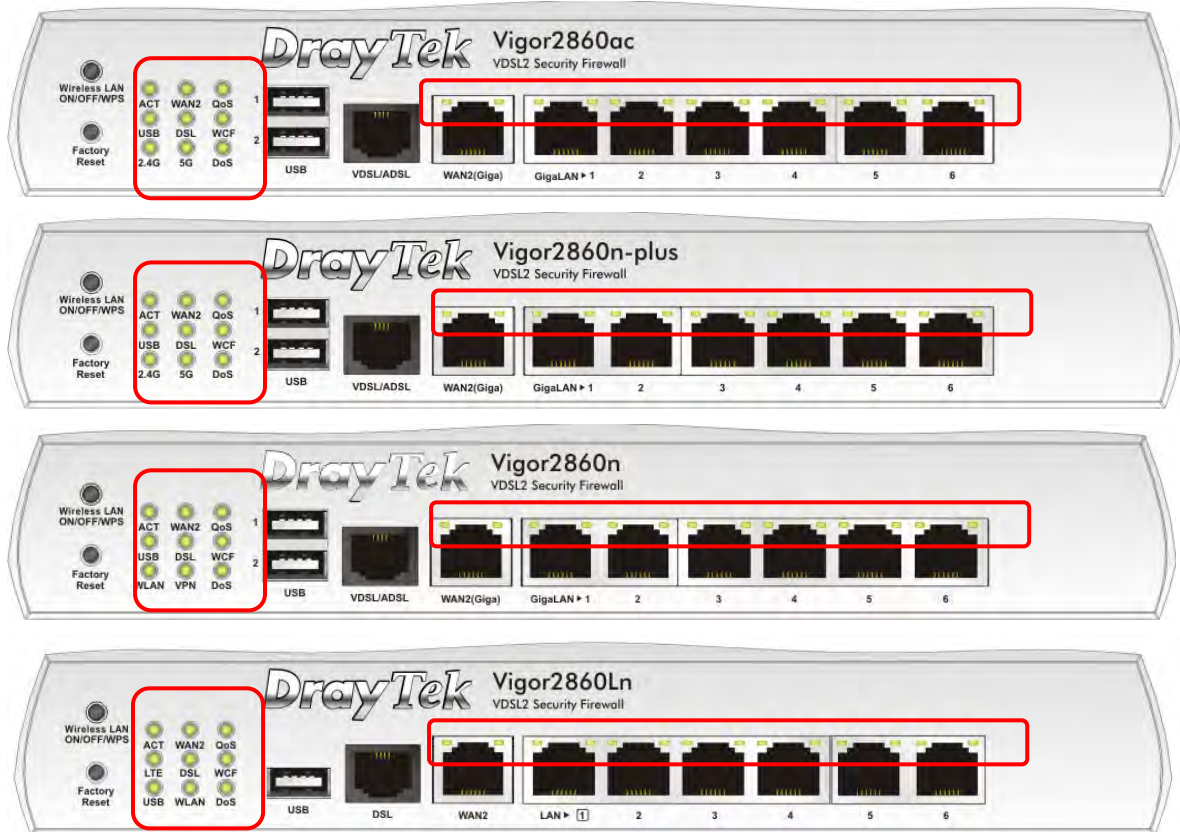 DrayTek Vigor2860ac
VDSL2 Security Firewall
Wireless LAN
ON/OFF/WPS
ACT WAN2 QoS
USB DSL WCF
2.4G 5G DoS
Factory
Reset
1
2
USB VDSL/ADSL WAN2(Giga) GigaLAN ▶ 1 2 3 4 5 6
DrayTek Vigor2860n-plus
VDSL2 Security Firewall
Wireless LAN
ON/OFF/WPS
ACT WAN2 QoS
USB DSL WCF
2.4G 5G DoS
Factory
Reset
1
2
USB VDSL/ADSL WAN2(Giga) GigaLAN ▶ 1 2 3 4 5 6
DrayTek Vigor2860n
VDSL2 Security Firewall
Wireless LAN
ON/OFF/WPS
ACT WAN2 QoS
USB DSL WCF
WLAN VPN DoS
Factory
Reset
1
2
USB VDSL/ADSL WAN2(Giga) GigaLAN ▶ 1 2 3 4 5 6
DrayTek Vigor2860Ln
VDSL2 Security Firewall
Wireless LAN
ON/OFF/WPS
ACT WAN2 QoS
LTE DSL WCF
USB WLAN DoS
Factory
Reset
USB DSL WAN2 LAN ▶ 1 2 3 4 5 6